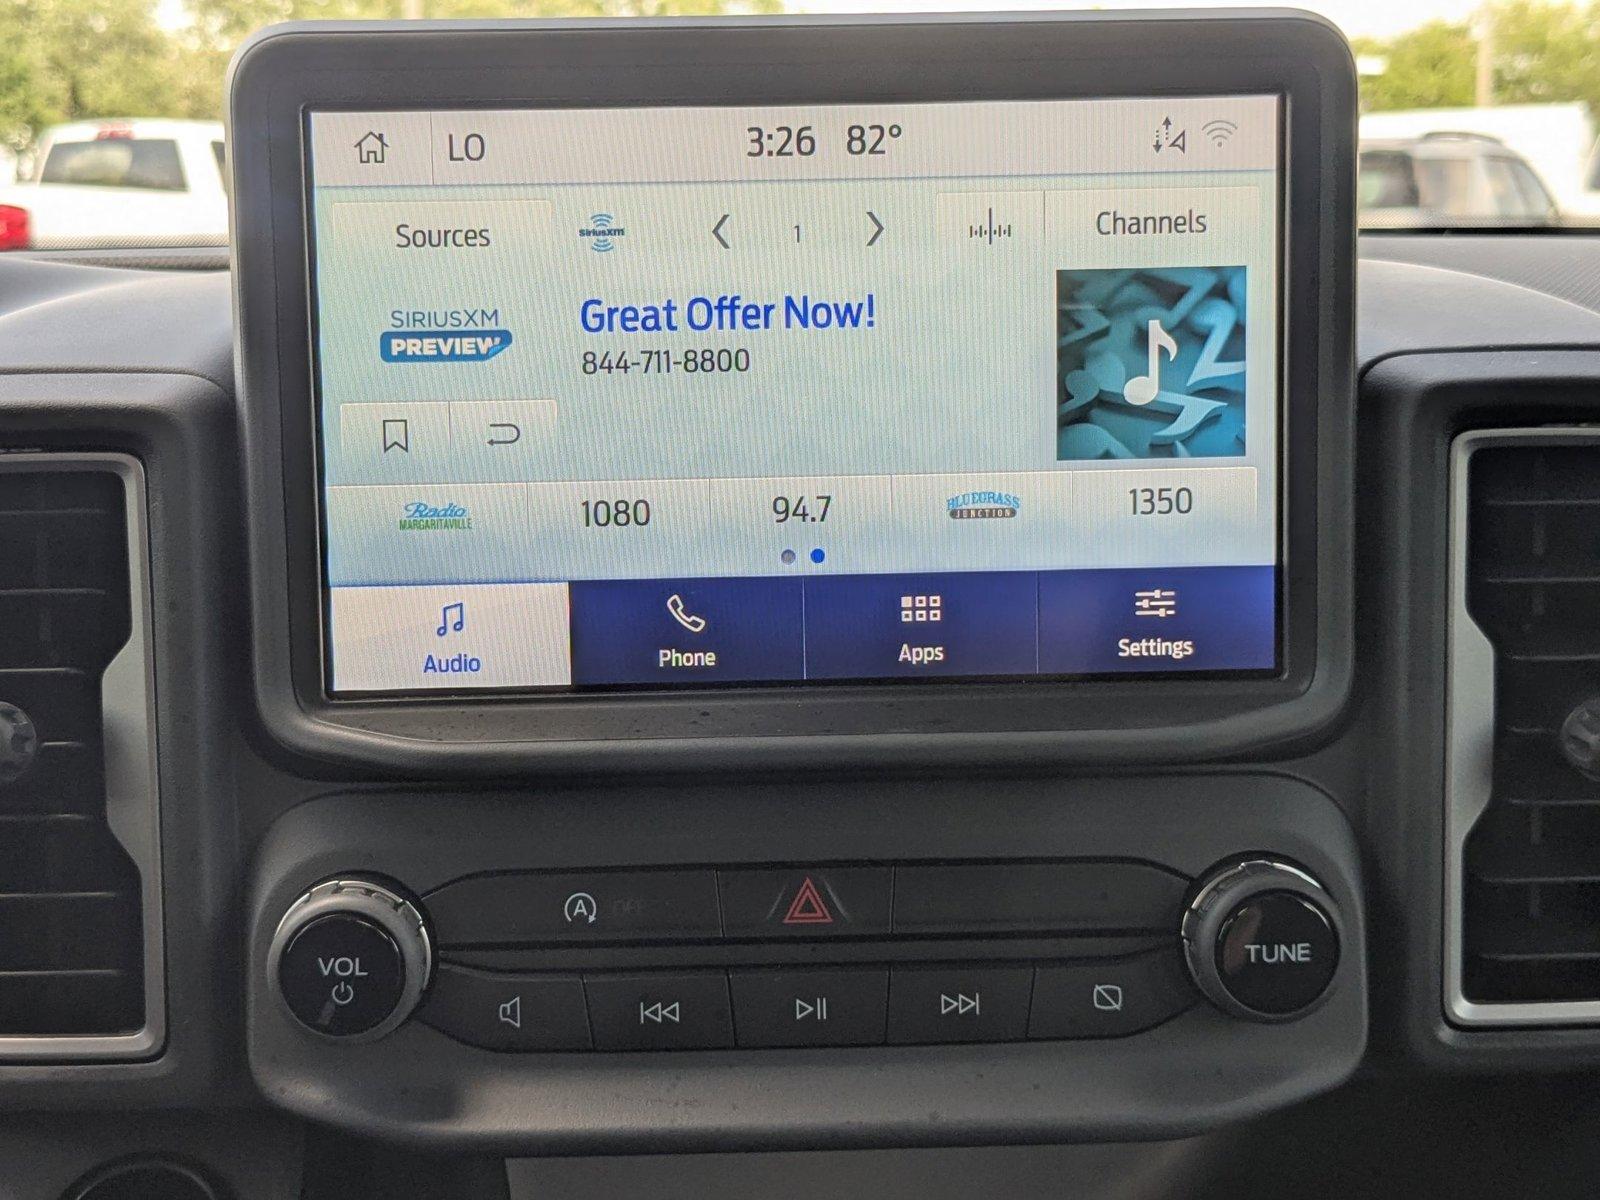 LO 3:26 82°
Sources SiriusXM 1 Channels
SIRIUSXM
PREVIEW
Great Offer Now!
844-711-8800
Radio
MARGARITAVILLE
1080 94.7
BLUEGRASS
JUNCTION
1350
Audio Phone Apps Settings
A OFF
VOL
TUNE